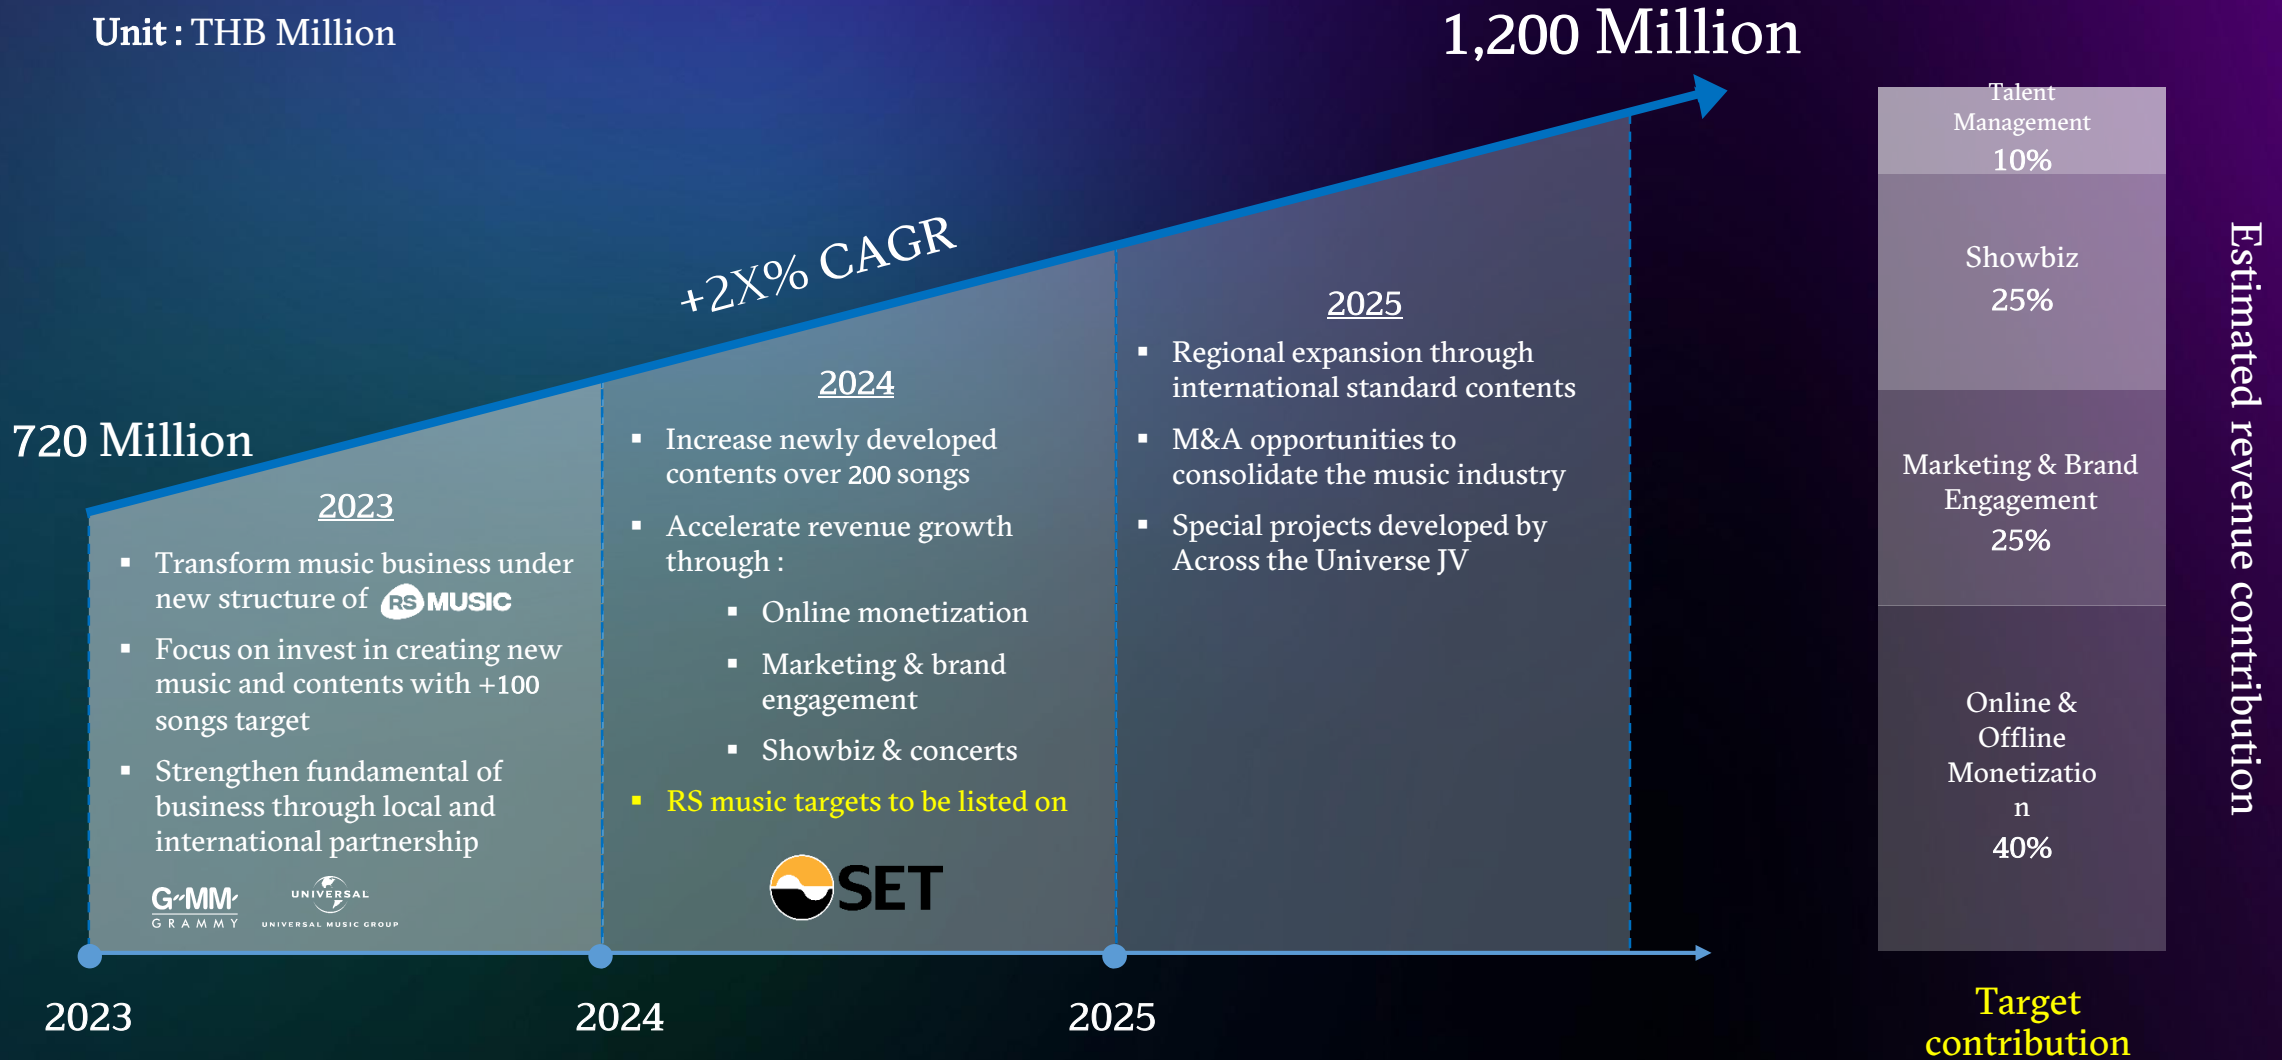 Unit : THB Million
1,200 Million
+2X% CAGR
720 Million
2023
Transform music business under
new structure of RS MUSIC
Focus on invest in creating new
music and contents with +100
songs target
Strengthen fundamental of
business through local and
international partnership
GMM
GRAMMY
UNIVERSAL
UNIVERSAL MUSIC GROUP
2024
Increase newly developed
contents over 200 songs
Accelerate revenue growth
through :
Online monetization
Marketing & brand
engagement
Showbiz & concerts
RS music targets to be listed on
SET
2025
Regional expansion through
international standard contents
M&A opportunities to
consolidate the music industry
Special projects developed by
Across the Universe JV
2023
2024
2025
Talent
Management
10%
Showbiz
25%
Marketing & Brand
Engagement
25%
Online &
Offline
Monetizatio
n
40%
Target
contribution
Estimated revenue contribution